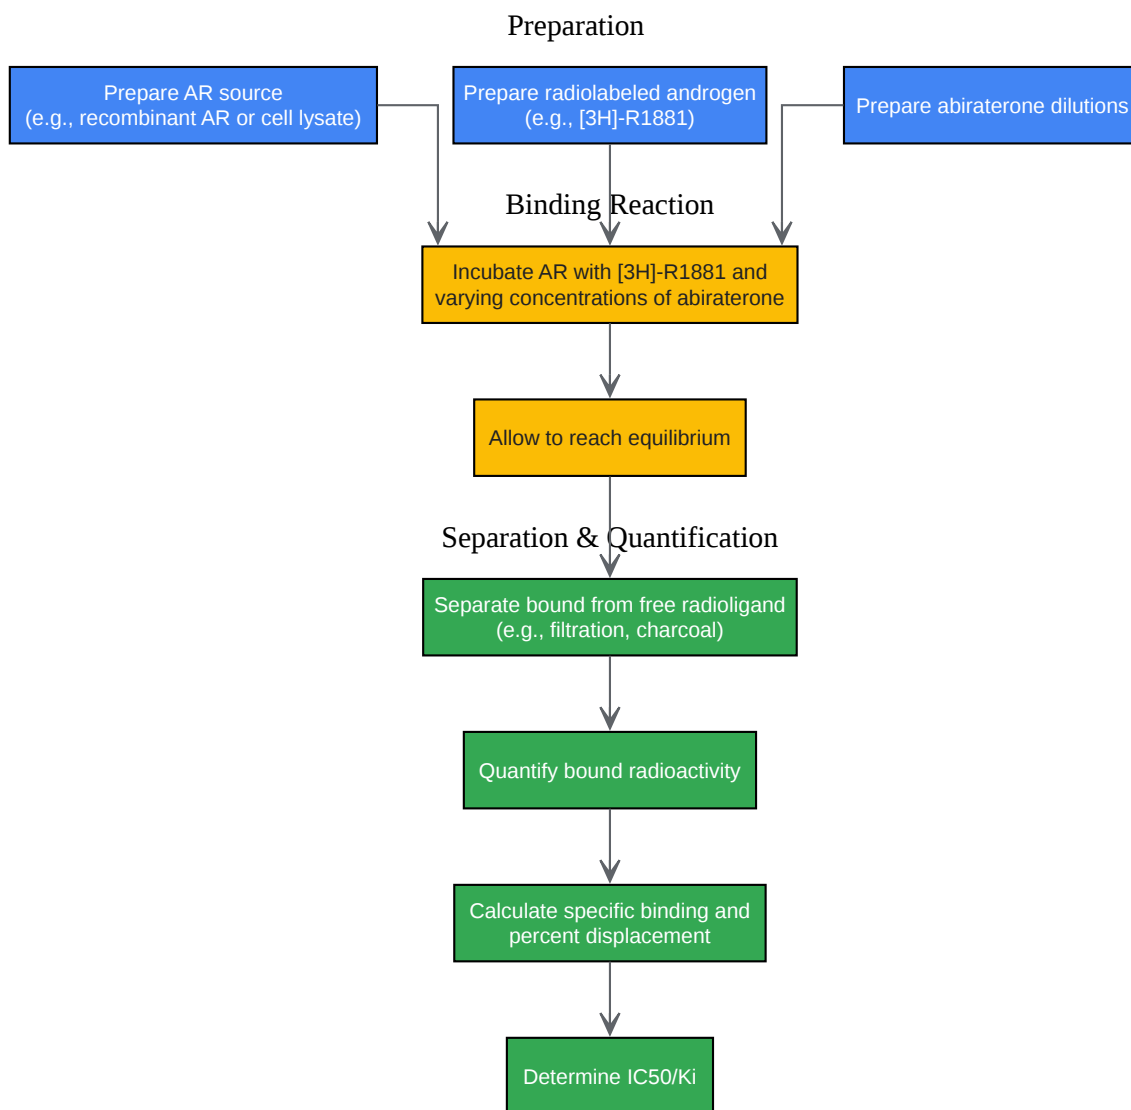 Preparation
Prepare AR source
(e.g., recombinant AR or cell lysate)
Prepare radiolabeled androgen
(e.g., [3H]-R1881)
Prepare abiraterone dilutions
Binding Reaction
Incubate AR with [3H]-R1881 and
varying concentrations of abiraterone
Allow to reach equilibrium
Separation & Quantification
Separate bound from free radioligand
(e.g., filtration, charcoal)
Quantify bound radioactivity
Calculate specific binding and
percent displacement
Determine IC50/Ki